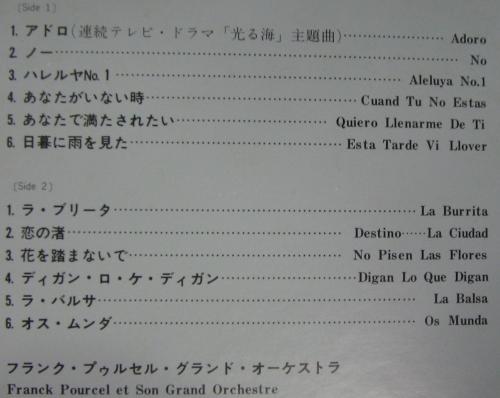 (Side 1)
1. アドロ(連続テレビ・ドラマ「光る海」主題曲)…………………Adoro
2. ノー…………………No
3. ハレルヤNo.1…………………Aleluya No.1
4. あなたがいない時…………………Cuand Tu No Estas
5. あなたで満たされたい…………………Quiero Llenarme De Ti
6. 日暮に雨を見た…………………Esta Tarde Vi Llover
(Side 2)
1. ラ・ブリータ…………………La Burrita
2. 恋の渚…………………Destino……La Ciudad
3. 花を踏まないで…………………No Pisen Las Flores
4. ディガン・ロ・ケ・ディガン…………………Digan Lo Que Digan
5. ラ・バルサ…………………La Balsa
6. オス・ムンダ…………………Os Munda
フランク・プゥルセル・グランド・オーケストラ
Franck Pourcel et Son Grand Orchestre